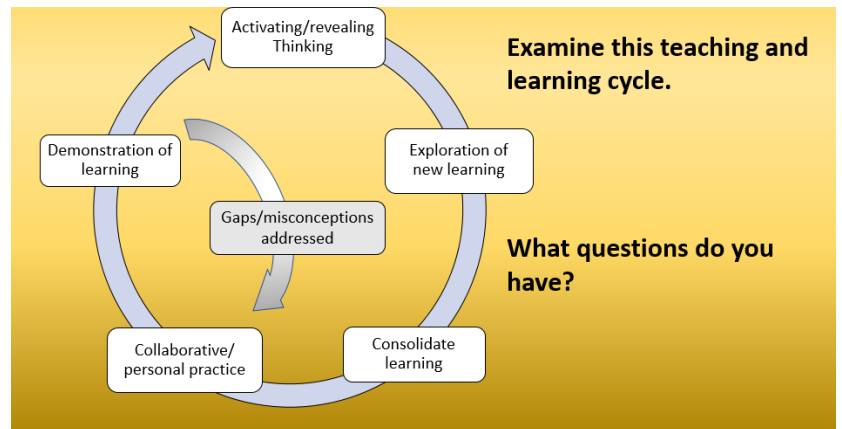 Activating/revealing
Thinking
Examine this teaching and
learning cycle.
Demonstration of
learning
Exploration of
new learning
Gaps/misconceptions
addressed
What questions do you
have?
Collaborative/
personal practice
Consolidate
learning